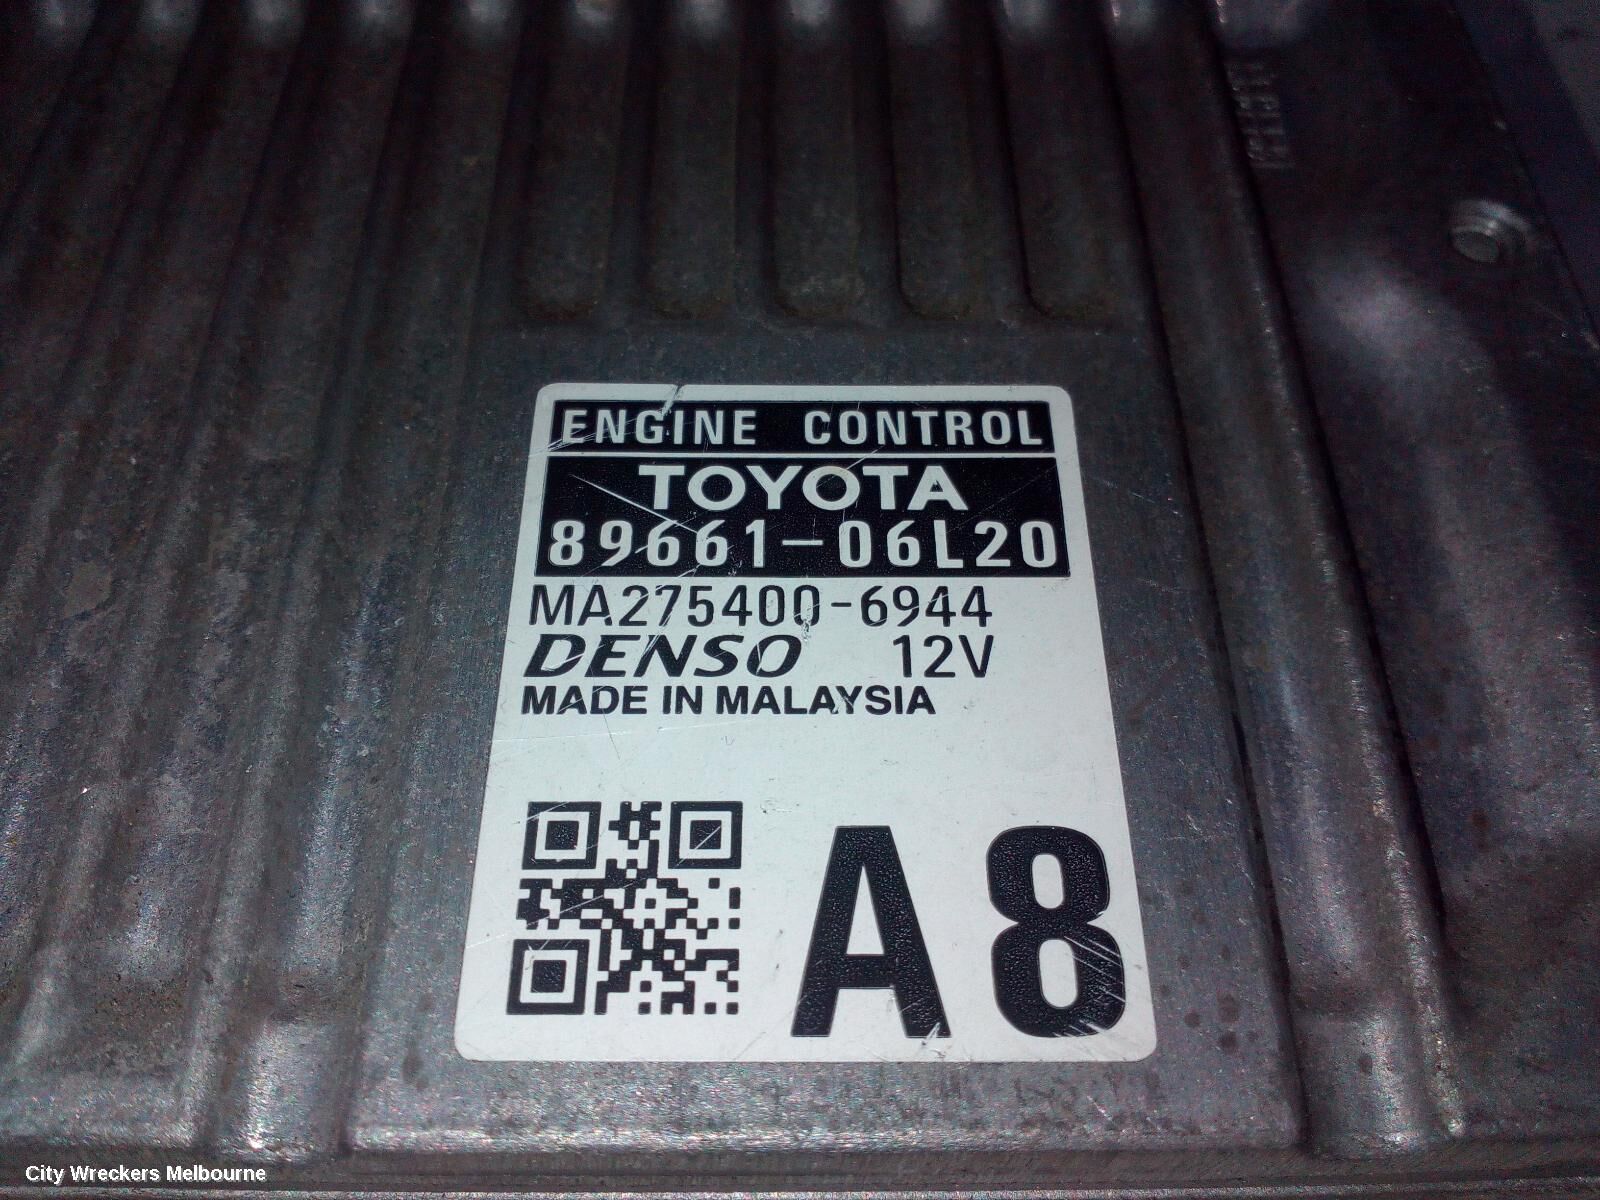 ENGINE CONTROL
TOYOTA
89661-06L20
MA275400-6944
DENSO 12V
MADE IN MALAYSIA
A8
City Wreckers Melbourne